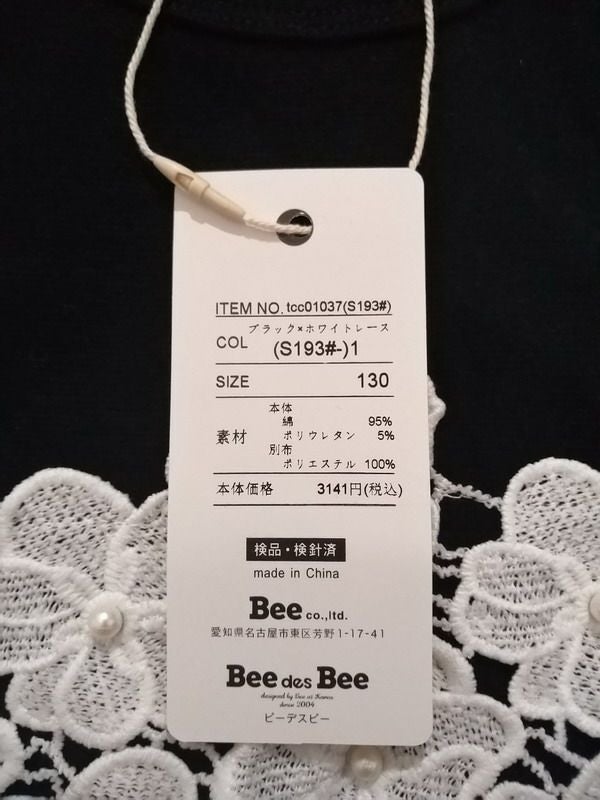 ITEM NO. tcc01037(S193#)
ブラック×ホワイトレース
COL (S193#-)1
SIZE 130
本体
綿 95%
素材 ポリウレタン 5%
別布
ポリエステル 100%
本体価格 3141円(税込)
検品・検針済
made in China
Bee co.,ltd.
愛知県名古屋市東区芳野1-17-41
Bee des Bee
designed by Bee at Korea
since 2004
ビーデスビー